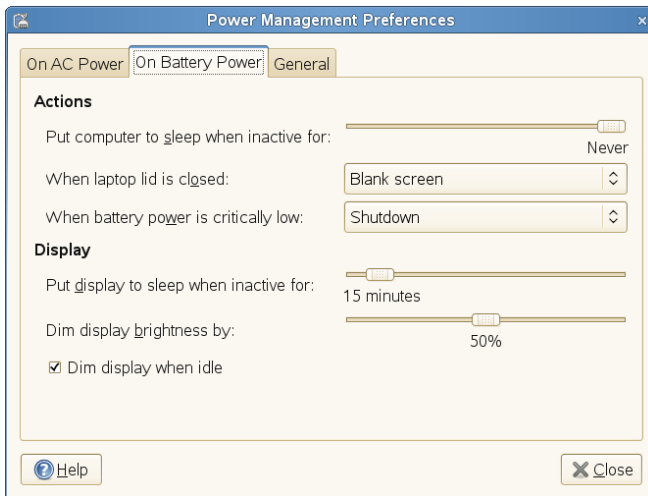 Power Management Preferences
On AC Power On Battery Power General
Actions
Put computer to sleep when inactive for:
Never
When laptop lid is closed: Blank screen
When battery power is critically low: Shutdown
Display
Put display to sleep when inactive for:
15 minutes
Dim display brightness by:
50%
Dim display when idle
Help Close